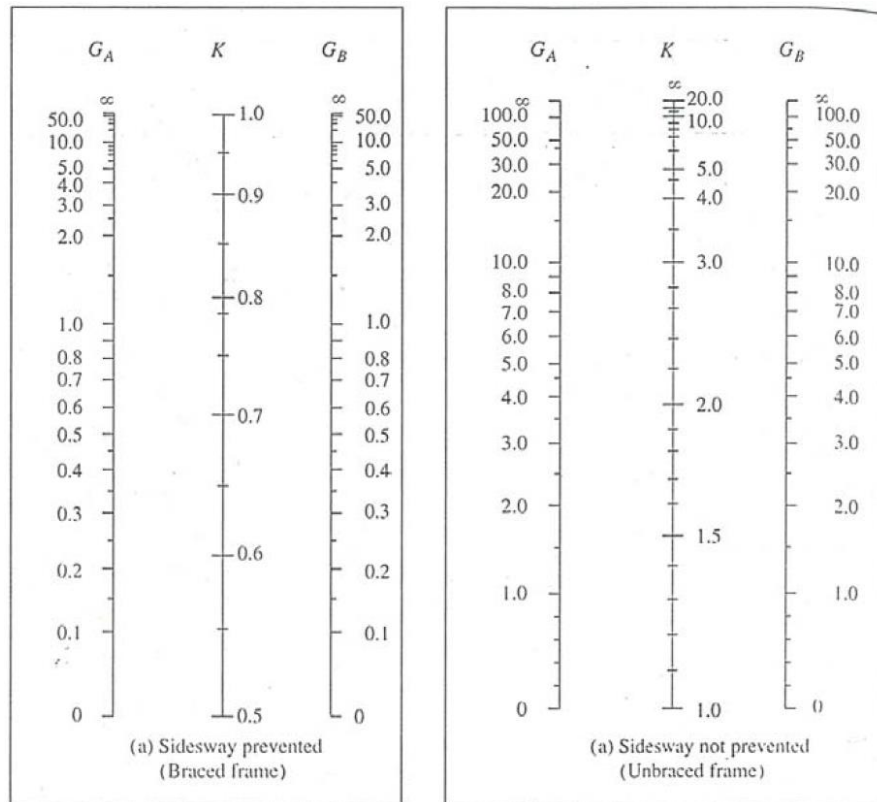 G_A K G_B
∞ ∞
50.0 1.0 50.0
10.0 10.0
5.0 0.9 5.0
4.0 4.0
3.0 3.0
2.0 2.0
0.8
1.0 1.0
0.8 0.8
0.7 0.7
0.6 0.7 0.6
0.5 0.5
0.4 0.4
0.3 0.3
0.6
0.2 0.2
0.1 0.1
0 0.5 0
(a) Sidesway prevented
(Braced frame)
G_A K G_B
∞
∞ 20.0 ∞
100.0 10.0 100.0
50.0 50.0
30.0 5.0 30.0
20.0 4.0 20.0
10.0 3.0 10.0
8.0 8.0
7.0 7.0
6.0 6.0
5.0 5.0
4.0 2.0 4.0
3.0 3.0
2.0 2.0
1.5
1.0 1.0
0 1.0 0
(a) Sidesway not prevented
(Unbraced frame)